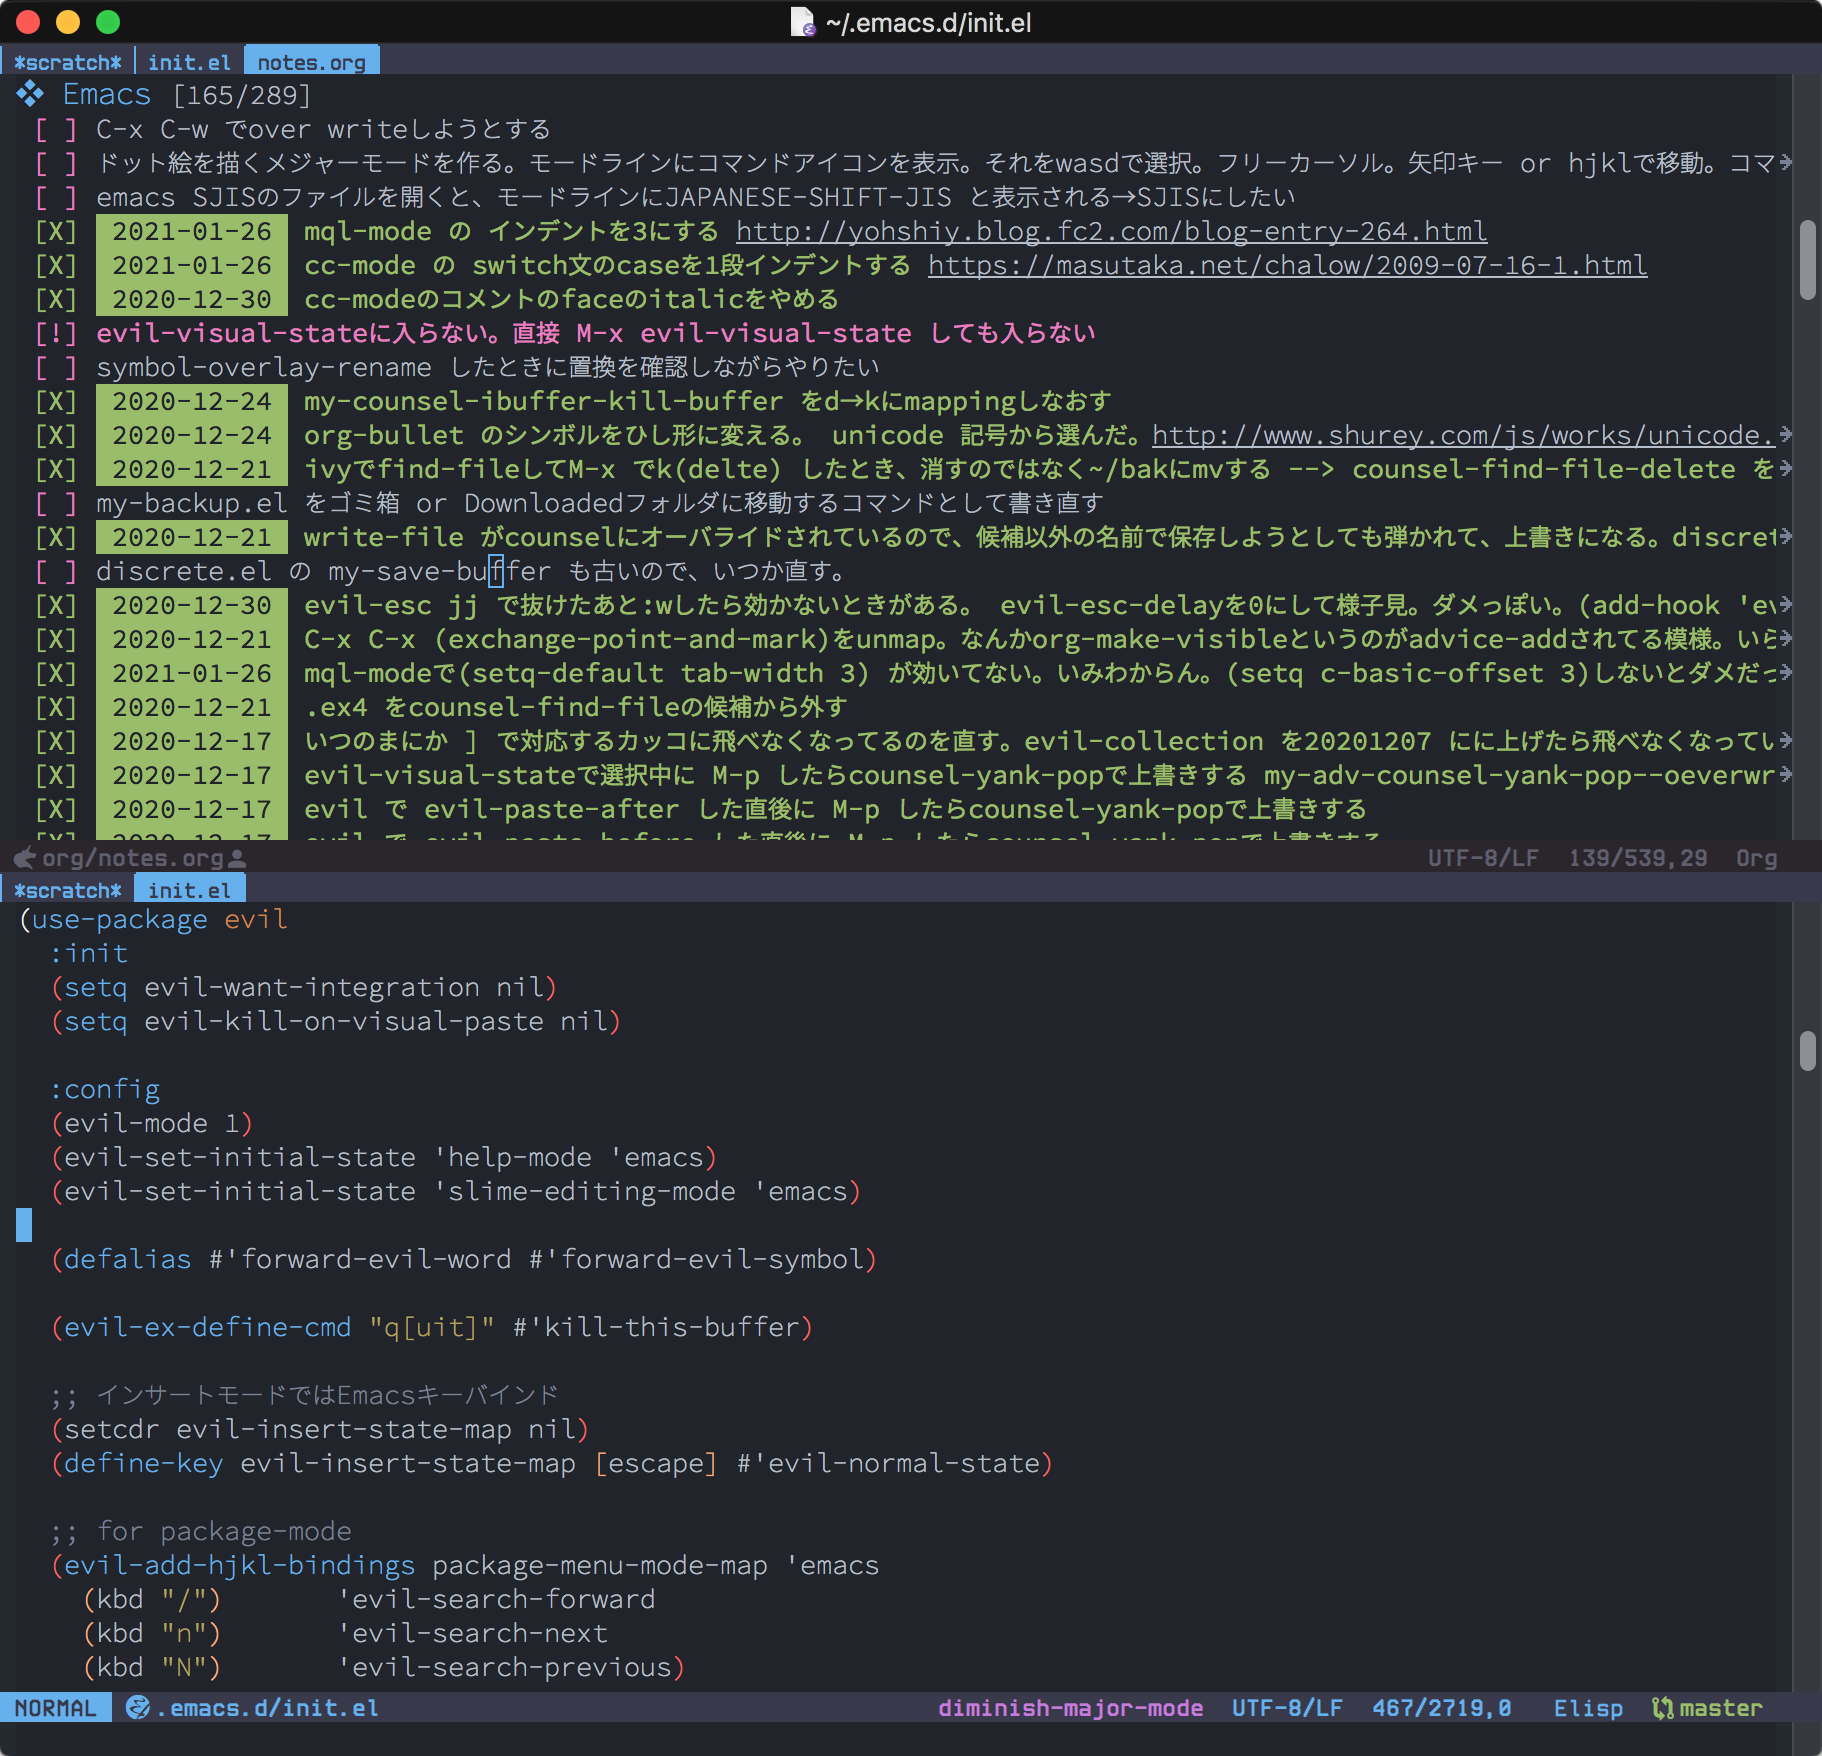 ~/.emacs.d/init.el
*scratch* init.el notes.org
❖ Emacs [165/289]
[ ] C-x C-w でover writeしようとする
[ ] ドット絵を描くメジャーモードを作る。モードラインにコマンドアイコンを表示。それをwasdで選択。フリーカーソル。矢印キー or hjklで移動。コマ
[ ] emacs SJISのファイルを開くと、モードラインにJAPANESE-SHIFT-JIS と表示される→SJISにしたい
[X] 2021-01-26 mql-mode の インデントを3にする http://yohshiy.blog.fc2.com/blog-entry-264.html
[X] 2021-01-26 cc-mode の switch文のcaseを1段インデントする https://masutaka.net/chalow/2009-07-16-1.html
[X] 2020-12-30 cc-modeのコメントのfaceのitalicをやめる
[!] evil-visual-stateに入らない。直接 M-x evil-visual-state しても入らない
[ ] symbol-overlay-rename したときに置換を確認しながらやりたい
[X] 2020-12-24 my-counsel-ibuffer-kill-buffer をd→kにmappingしなおす
[X] 2020-12-24 org-bullet のシンボルをひし形に変える。 unicode 記号から選んだ。http://www.shurey.com/js/works/unicode.
[X] 2020-12-21 ivyでfind-fileしてM-x でk(delte) したとき、消すのではなく~/bakにmvする --> counsel-find-file-delete を
[ ] my-backup.el をゴミ箱 or Downloadedフォルダに移動するコマンドとして書き直す
[X] 2020-12-21 write-file がcounselにオーバライドされているので、候補以外の名前で保存しようとしても弾かれて、上書きになる。discret
[ ] discrete.el の my-save-buffer も古いので、いつか直す。
[X] 2020-12-30 evil-esc jj で抜けたあと:wしたら効かないときがある。 evil-esc-delayを0にして様子見。ダメっぽい。(add-hook 'ev
[X] 2020-12-21 C-x C-x (exchange-point-and-mark)をunmap。なんかorg-make-visibleというのがadvice-addされてる模様。いら
[X] 2021-01-26 mql-modeで(setq-default tab-width 3) が効いてない。いみわからん。(setq c-basic-offset 3)しないとダメだっ
[X] 2020-12-21 .ex4 をcounsel-find-fileの候補から外す
[X] 2020-12-17 いつのまにか ] で対応するカッコに飛べなくなってるのを直す。evil-collection を20201207 にに上げたら飛べなくなってい
[X] 2020-12-17 evil-visual-stateで選択中に M-p したらcounsel-yank-popで上書きする my-adv-counsel-yank-pop--oeverwr
[X] 2020-12-17 evil で evil-paste-after した直後に M-p したらcounsel-yank-popで上書きする
[X] 2020-12-17 evil で evil-paste-before した直後に M-p したらcounsel-yank-popで上書きする
org/notes.org UTF-8/LF 139/539,29 Org
*scratch* init.el
(use-package evil
:init
(setq evil-want-integration nil)
(setq evil-kill-on-visual-paste nil)
:config
(evil-mode 1)
(evil-set-initial-state 'help-mode 'emacs)
(evil-set-initial-state 'slime-editing-mode 'emacs)
(defalias #'forward-evil-word #'forward-evil-symbol)
(evil-ex-define-cmd "q[uit]" #'kill-this-buffer)
;; インサートモードではEmacsキーバインド
(setcdr evil-insert-state-map nil)
(define-key evil-insert-state-map [escape] #'evil-normal-state)
;; for package-mode
(evil-add-hjkl-bindings package-menu-mode-map 'emacs
(kbd "/") 'evil-search-forward
(kbd "n") 'evil-search-next
(kbd "N") 'evil-search-previous)
NORMAL .emacs.d/init.el diminish-major-mode UTF-8/LF 467/2719,0 Elisp master